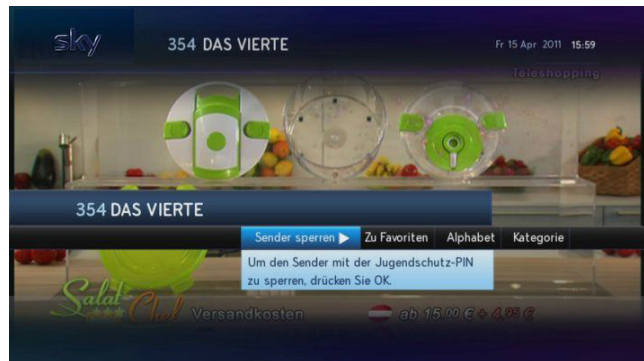 sky
354 DAS VIERTE
Fr 15 Apr 2011 15:59
Teleshopping
354 DAS VIERTE
Sender sperren Zu Favoriten Alphabet Kategorie
Um den Sender mit der Jugendschutz-PIN
zu sperren, drücken Sie OK.
Salat
Chef Versandkosten ab 15,00 € + 4,95 €